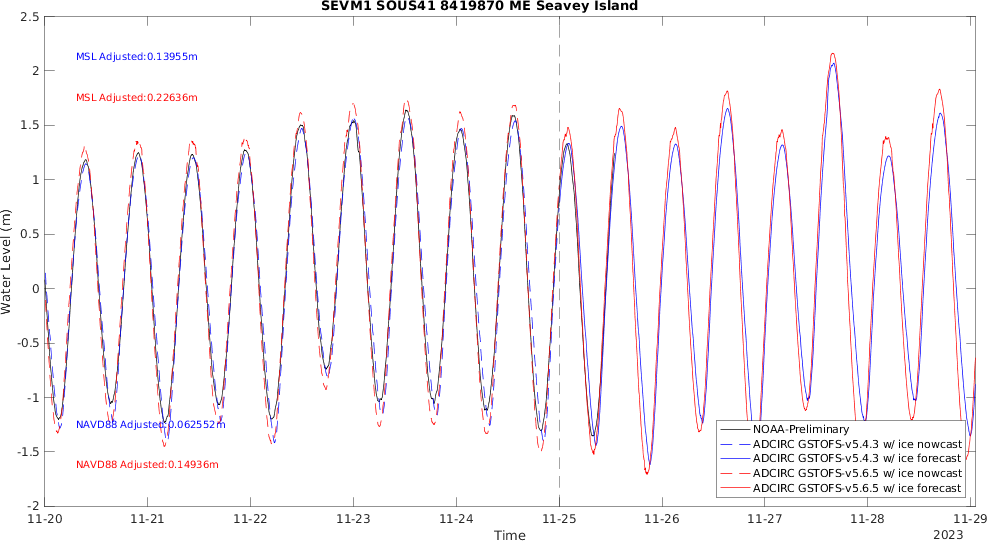 SEVM1 SOUS41 8419870 ME Seavey Island
2.5
2
1.5
1
0.5
0
-0.5
-1
-1.5
-2
Water Level (m)
MSL Adjusted:0.13955m
MSL Adjusted:0.22636m
NAVD88 Adjusted:0.062552m
NAVD88 Adjusted:0.14936m
NOAA-Preliminary
ADCIRC GSTOFS-v5.4.3 w/ ice nowcast
ADCIRC GSTOFS-v5.4.3 w/ ice forecast
ADCIRC GSTOFS-v5.6.5 w/ ice nowcast
ADCIRC GSTOFS-v5.6.5 w/ ice forecast
11-20 11-21 11-22 11-23 11-24 11-25 11-26 11-27 11-28 11-29
Time
2023